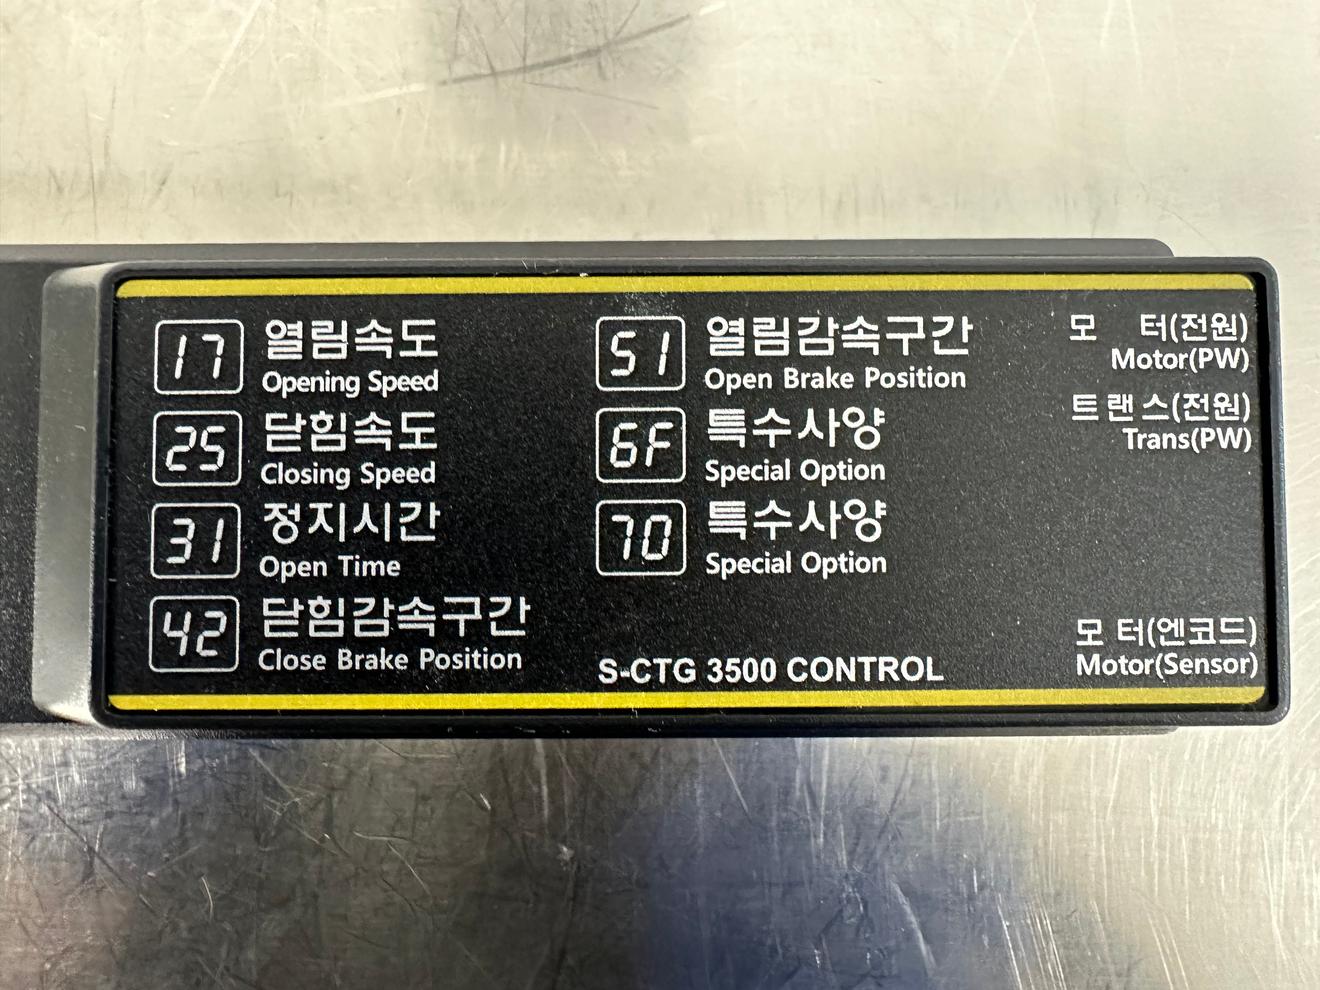 17 열림속도
Opening Speed
25 닫힘속도
Closing Speed
31 정지시간
Open Time
42 닫힘감속구간
Close Brake Position
51 열림감속구간
Open Brake Position
6F 특수사양
Special Option
70 특수사양
Special Option
S-CTG 3500 CONTROL
모 터(전원)
Motor(PW)
트랜스(전원)
Trans(PW)
모 터(엔코드)
Motor(Sensor)